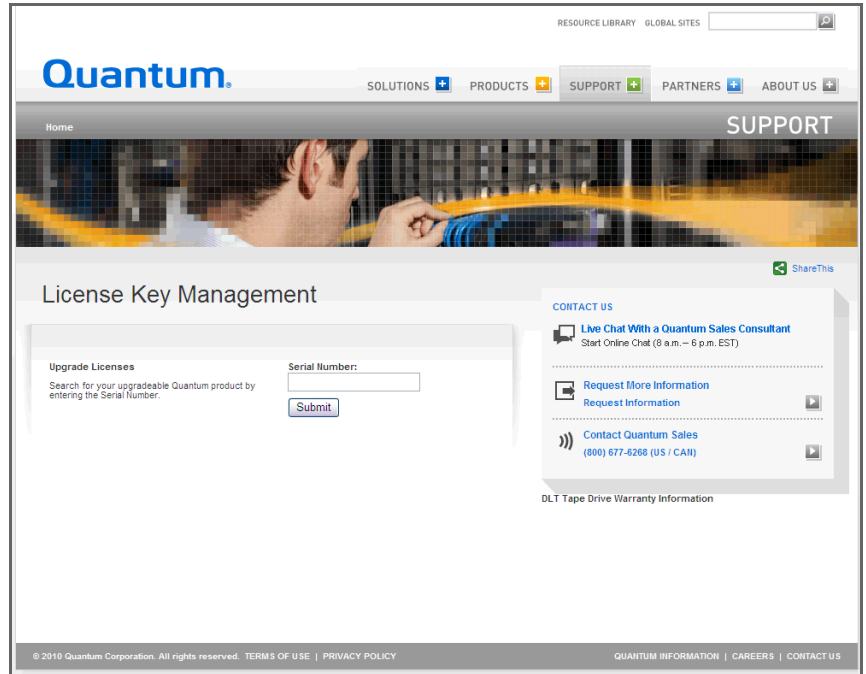 RESOURCE LIBRARY GLOBAL SITES
Quantum.
SOLUTIONS PRODUCTS SUPPORT PARTNERS ABOUT US
Home
SUPPORT
ShareThis
License Key Management
Upgrade Licenses
Search for your upgradeable Quantum product by
entering the Serial Number.
Serial Number:
Submit
CONTACT US
Live Chat With a Quantum Sales Consultant
Start Online Chat (8 a.m. – 6 p.m. EST)
Request More Information
Request Information
Contact Quantum Sales
(800) 677-6268 (US / CAN)
DLT Tape Drive Warranty Information
© 2010 Quantum Corporation. All rights reserved. TERMS OF USE | PRIVACY POLICY
QUANTUM INFORMATION | CAREERS | CONTACT US